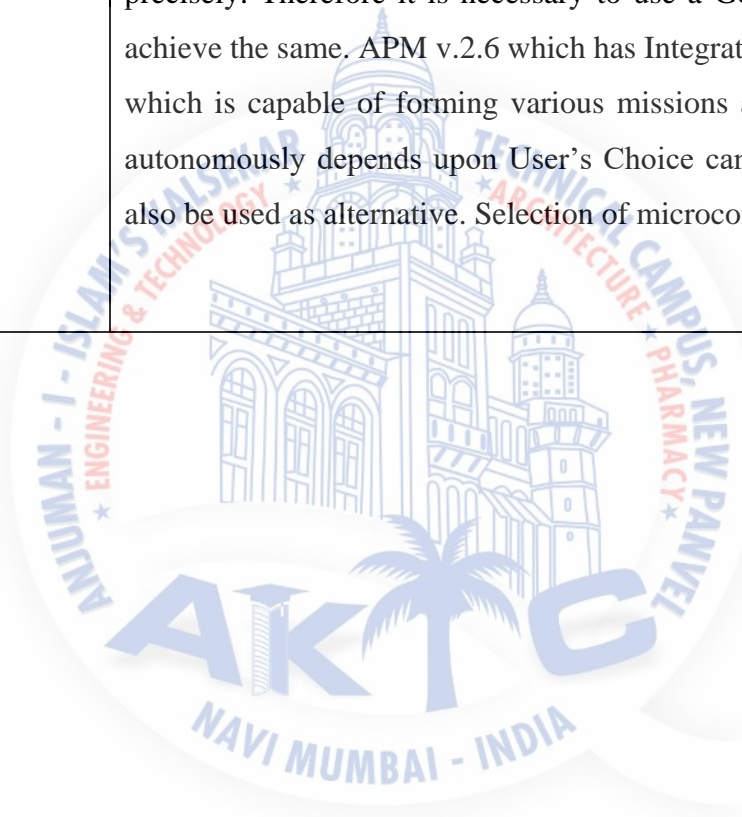 precisely. Therefore it is necessary to use a G
achieve the same. APM v.2.6 which has Integrat
which is capable of forming various missions
autonomously depends upon User's Choice can
also be used as alternative. Selection of microco
ANJUMAN - I - ISLAM'S KALSEKAR TECHNICAL CAMPUS, NEW PANVEL
★ ENGINEERING & TECHNOLOGY ★ ★ ARCHITECTURE ★ PHARMACY ★
AKTC
NAVI MUMBAI - INDIA